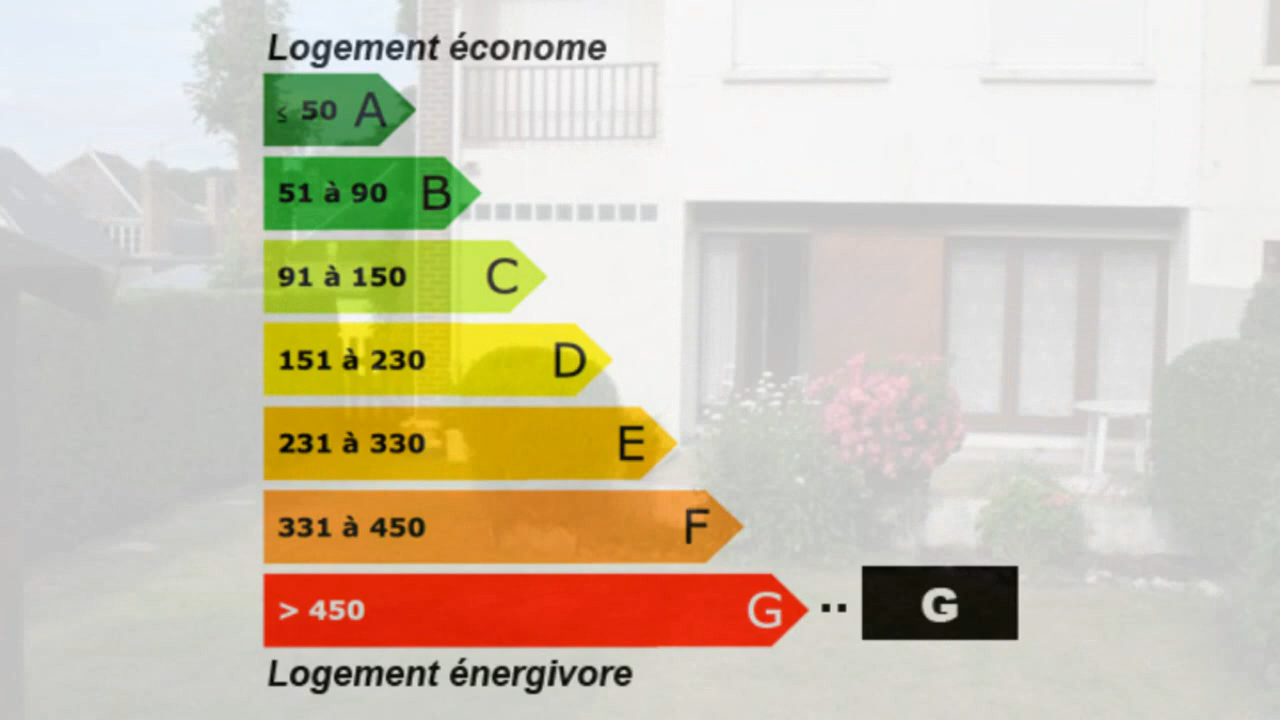 Logement économe
≤ 50 A
51 à 90 B
91 à 150 C
151 à 230 D
231 à 330 E
331 à 450 F
> 450 G ·· G
Logement énergivore